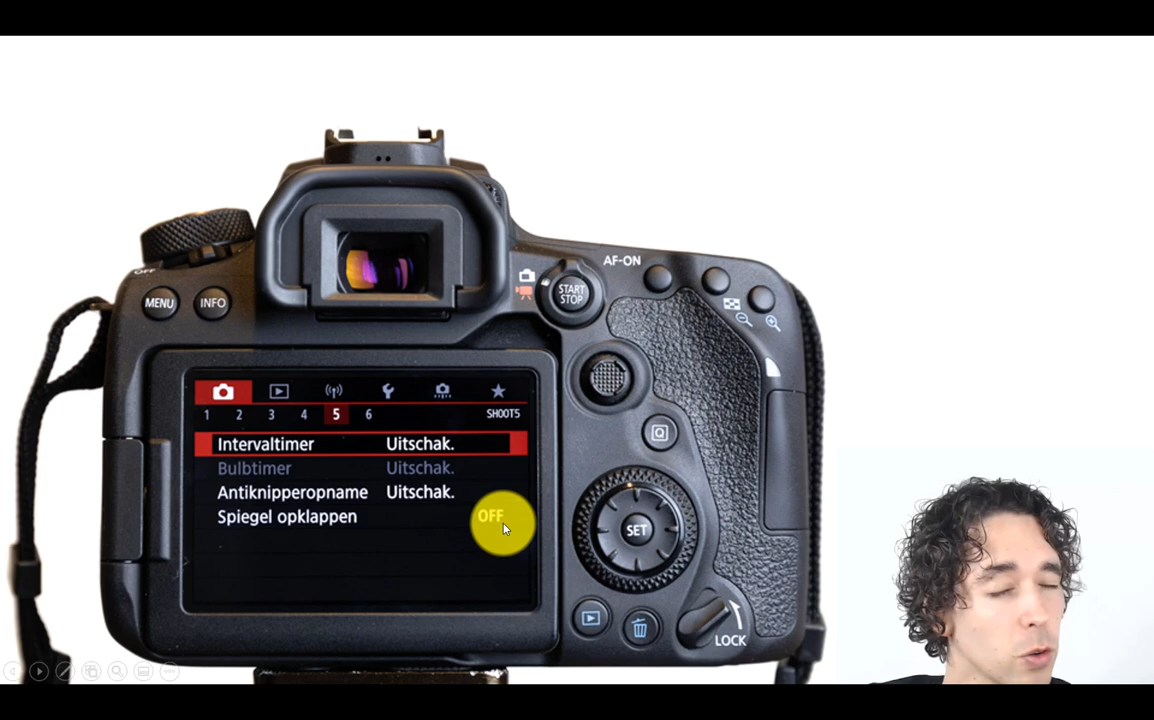 OFF
AF-ON
MENU
INFO
START
STOP
1 2 3 4 5 6 SHOOT5
Intervaltimer Uitschak.
Bulbtimer Uitschak.
Antiknipperopname Uitschak.
Spiegel opklappen OFF
Q
SET
LOCK